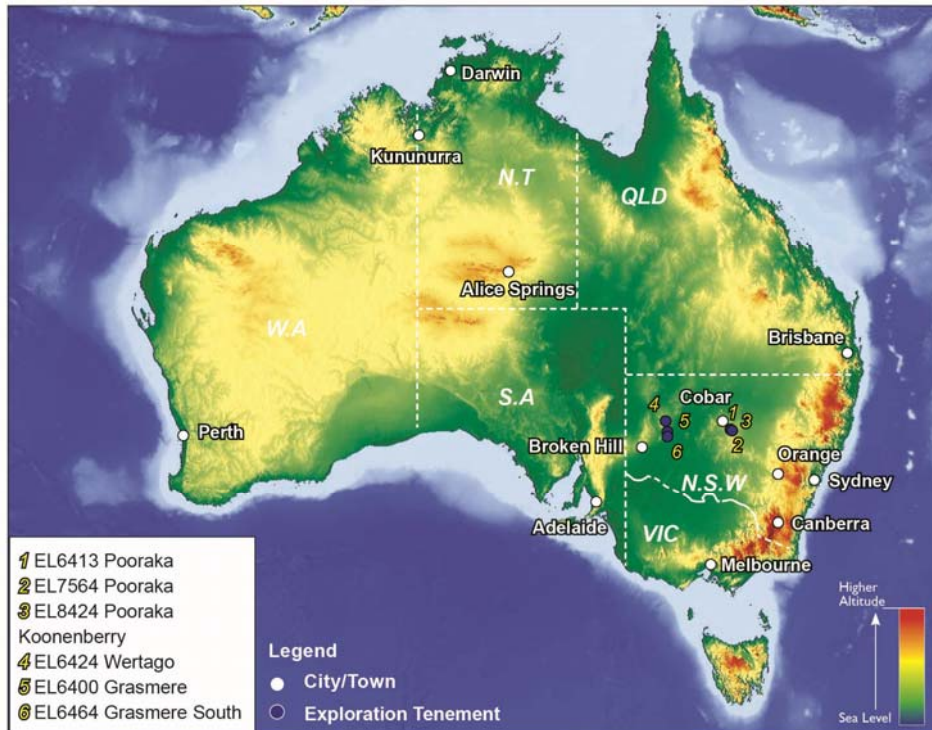 Darwin
Kununurra
N.T
QLD
Alice Springs
W.A
Brisbane
S.A
Cobar
4
1
3
5
Perth
Broken Hill
6
2
Orange
N.S.W
Sydney
Adelaide
VIC
Canberra
Melbourne
1 EL6413 Pooraka
2 EL7564 Pooraka
3 EL8424 Pooraka
Koonenberry
4 EL6424 Wertago
5 EL6400 Grasmere
6 EL6464 Grasmere South
Legend
City/Town
Exploration Tenement
Higher
Altitude
Sea Level